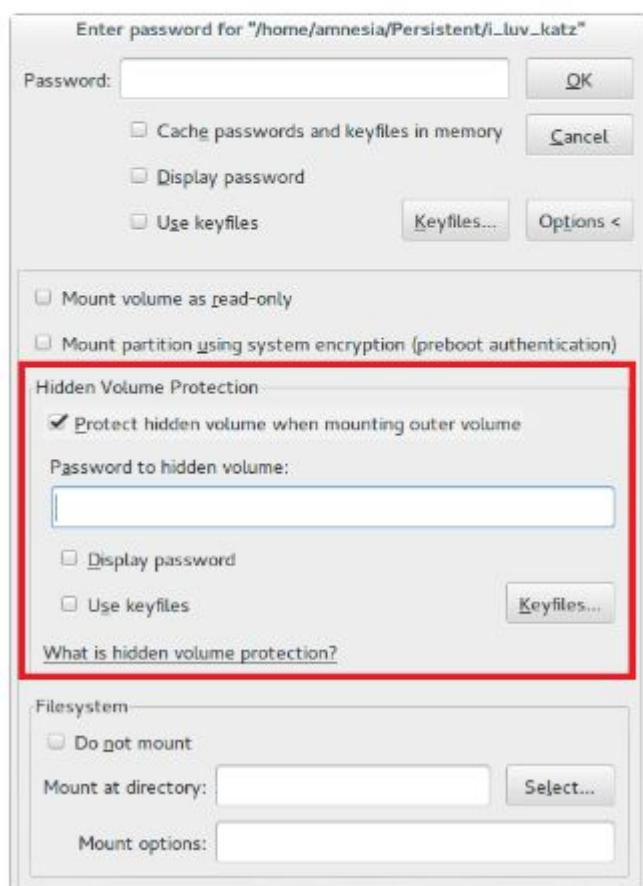 Enter password for "/home/amnesia/Persistent/i_luv_katz"
Password:
OK
Cache passwords and keyfiles in memory
Cancel
Display password
Use keyfiles
Keyfiles...
Options <
Mount volume as read-only
Mount partition using system encryption (preboot authentication)
Hidden Volume Protection
Protect hidden volume when mounting outer volume
Password to hidden volume:
Display password
Use keyfiles
Keyfiles...
What is hidden volume protection?
Filesystem
Do not mount
Mount at directory:
Select...
Mount options: